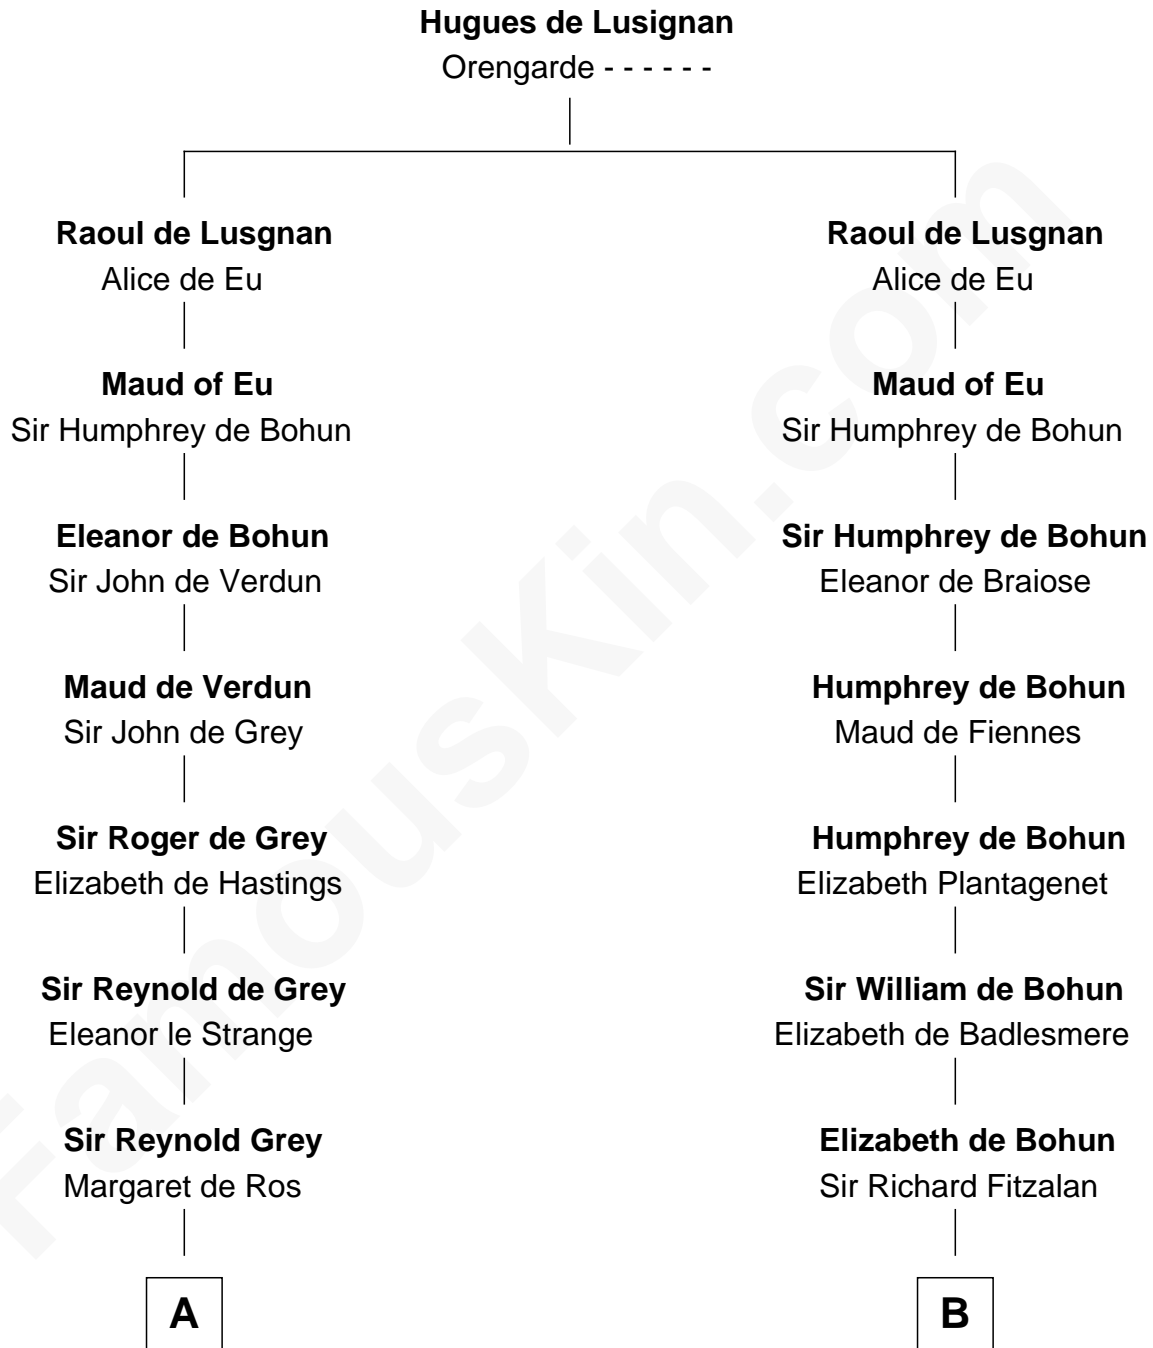 Hugues de Lusignan
Orengarde - - - - - -
Raoul de Lusgnan
Alice de Eu
Maud of Eu
Sir Humphrey de Bohun
Eleanor de Bohun
Sir John de Verdun
Maud de Verdun
Sir John de Grey
Sir Roger de Grey
Elizabeth de Hastings
Sir Reynold de Grey
Eleanor le Strange
Sir Reynold Grey
Margaret de Ros
A
Raoul de Lusgnan
Alice de Eu
Maud of Eu
Sir Humphrey de Bohun
Sir Humphrey de Bohun
Eleanor de Braiose
Humphrey de Bohun
Maud de Fiennes
Humphrey de Bohun
Elizabeth Plantagenet
Sir William de Bohun
Elizabeth de Badlesmere
Elizabeth de Bohun
Sir Richard Fitzalan
B
FamousKin.com